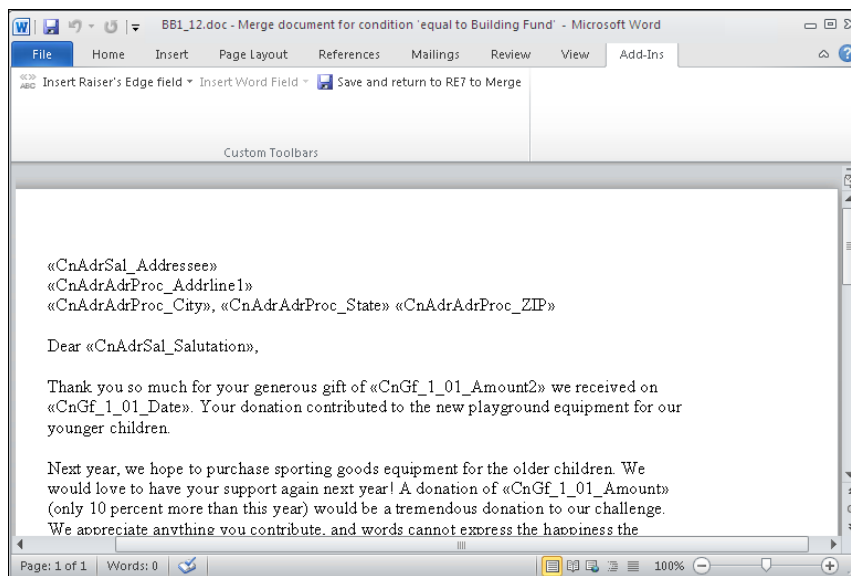 BB1_12.doc - Merge document for condition 'equal to Building Fund' - Microsoft Word
File Home Insert Page Layout References Mailings Review View Add-Ins
Insert Raiser's Edge field Insert Word Field Save and return to RE7 to Merge
Custom Toolbars
«CnAdrSal_Addressee»
«CnAdrAdrProc_Addrline1»
«CnAdrAdrProc_City», «CnAdrAdrProc_State» «CnAdrAdrProc_ZIP»
Dear «CnAdrSal_Salutation»,
Thank you so much for your generous gift of «CnGf_1_01_Amount2» we received on
«CnGf_1_01_Date». Your donation contributed to the new playground equipment for our
younger children.
Next year, we hope to purchase sporting goods equipment for the older children. We
would love to have your support again next year! A donation of «CnGf_1_01_Amount»
(only 10 percent more than this year) would be a tremendous donation to our challenge.
We appreciate anything you contribute, and words cannot express the happiness the
Page: 1 of 1 Words: 0 100%